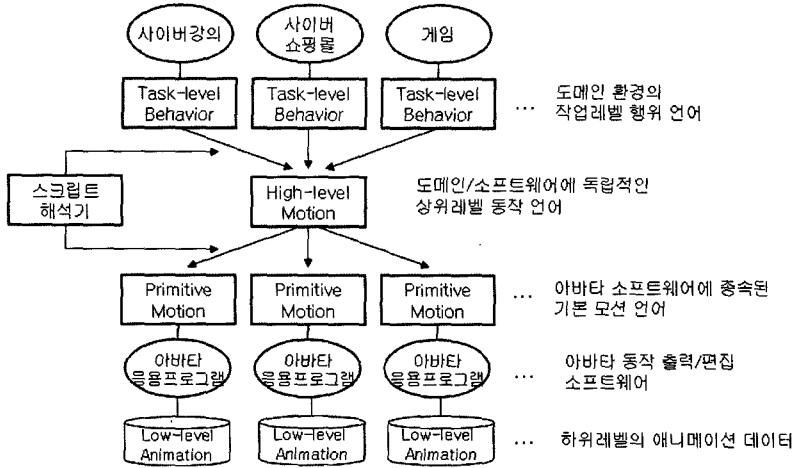 사이버강의
사이버
쇼핑몰
게임
Task-level
Behavior
Task-level
Behavior
Task-level
Behavior
...
도메인 환경의
작업레벨 행위 언어
스크립트
해석기
High-level
Motion
도메인/소프트웨어에 독립적인
상위레벨 동작 언어
Primitive
Motion
Primitive
Motion
Primitive
Motion
...
아바타 소프트웨어에 종속된
기본 모션 언어
아바타
응용프로그램
아바타
응용프로그램
아바타
응용프로그램
...
아바타 동작 출력/편집
소프트웨어
Low-level
Animation
Low-level
Animation
Low-level
Animation
...
하위레벨의 애니메이션 데이터